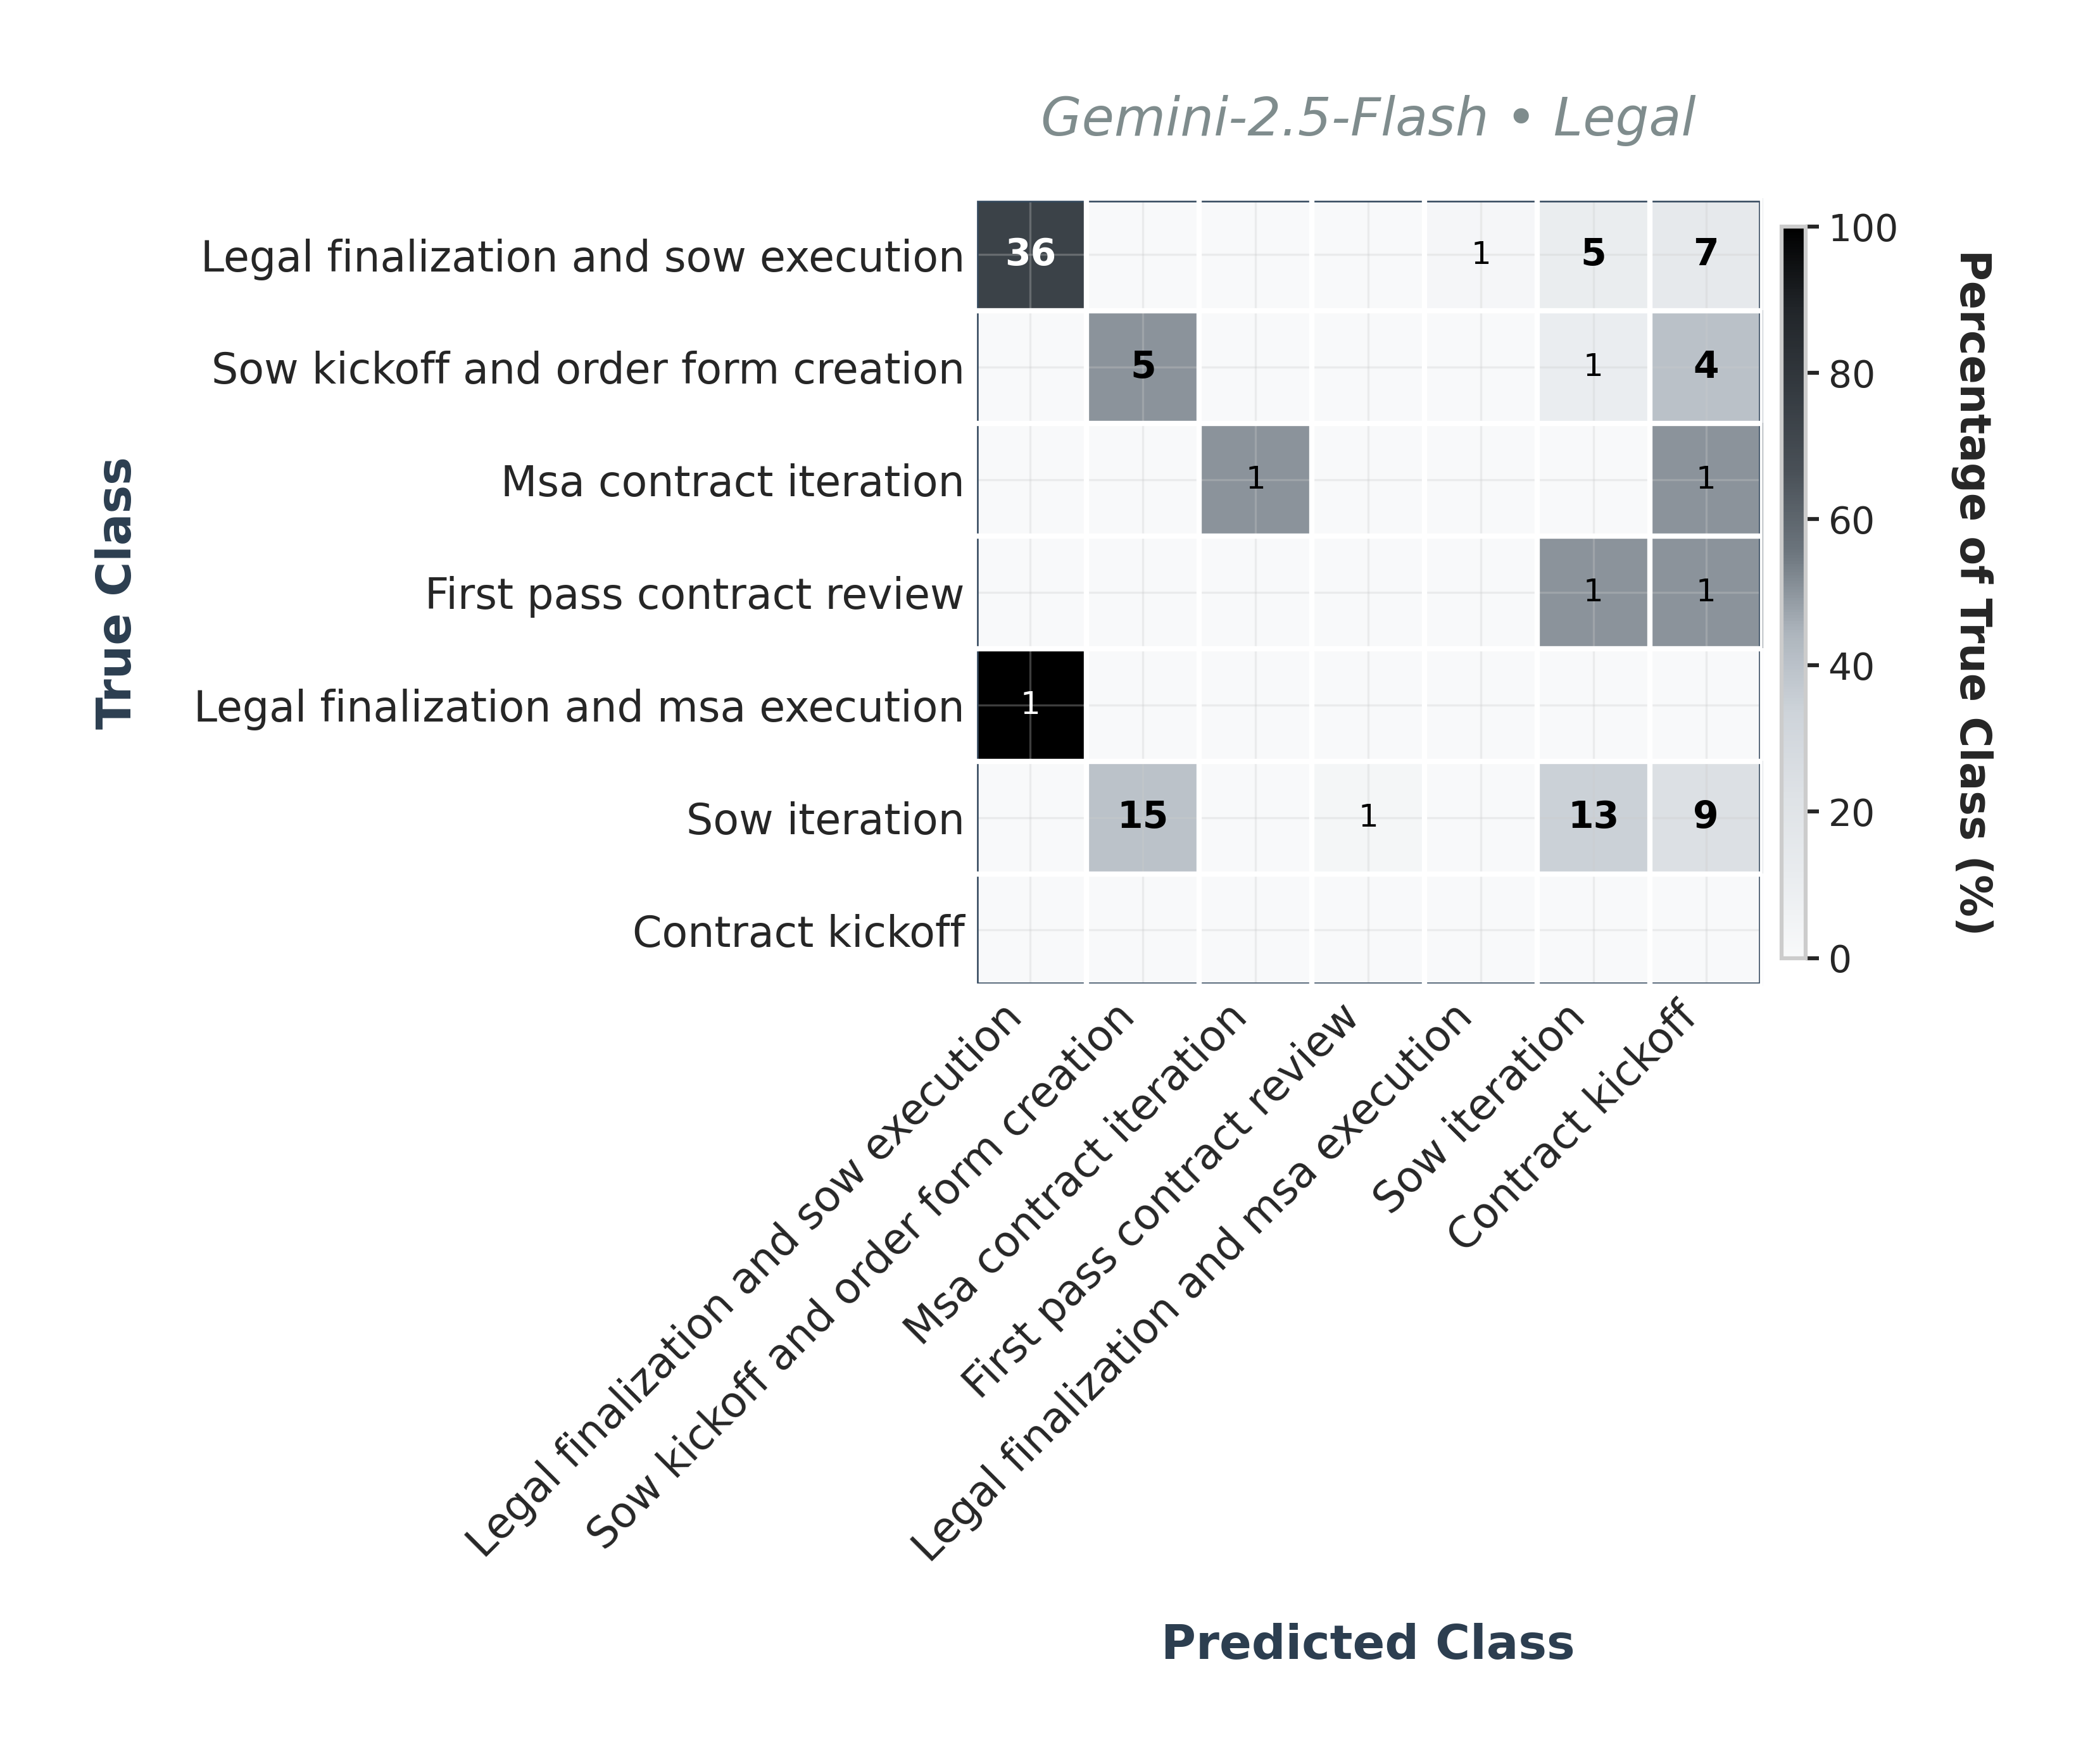 Gemini-2.5-Flash • Legal
True Class
Legal finalization and sow execution
36 1 5 7
Sow kickoff and order form creation
5 1 4
Msa contract iteration
1 1
First pass contract review
1 1
Legal finalization and msa execution
1
Sow iteration
15 1 13 9
Contract kickoff
100
80
60
40
20
0
Percentage of True Class (%)
Legal finalization and sow execution
Sow kickoff and order form creation
Msa contract iteration
First pass contract review
Legal finalization and msa execution
Sow iteration
Contract kickoff
Predicted Class